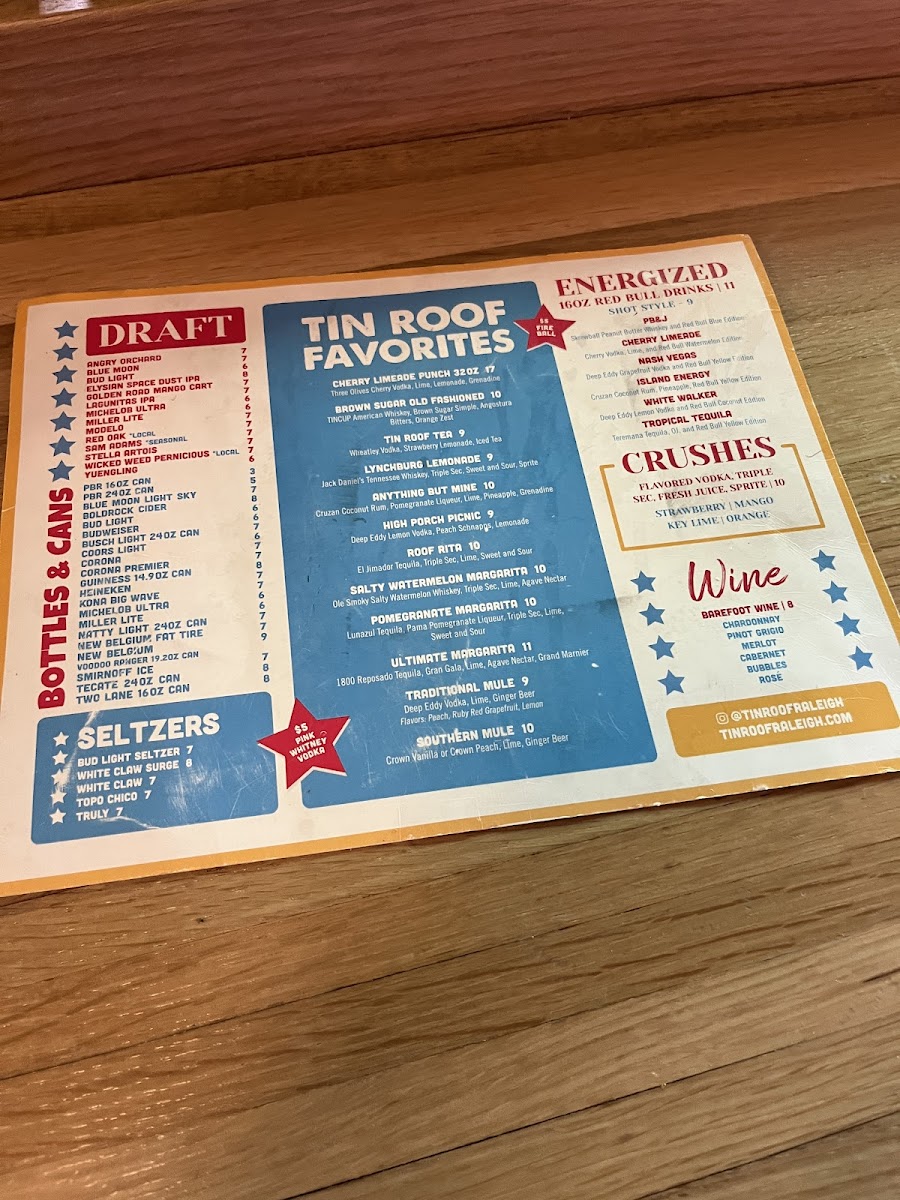 DRAFT
ANGRY ORCHARD 7
BLUE MOON 7
BUD LIGHT 6
ELYSIAN SPACE DUST IPA 8
GOLDEN ROAD MANGO CART 7
LAGUNITAS IPA 7
MICHELOB ULTRA 6
MILLER LITE 6
MODELO 7
RED OAK *LOCAL 7
SAM ADAMS *SEASONAL 7
STELLA ARTOIS 7
WICKED WEED PERNICIOUS *LOCAL 7
YUENGLING 6
BOTTLES & CANS
PBR 16OZ CAN 3
PBR 24OZ CAN 5
BLUE MOON LIGHT SKY 7
BOLDROCK CIDER 8
BUD LIGHT 6
BUDWEISER 6
BUSCH LIGHT 24OZ CAN 7
COORS LIGHT 6
CORONA 7
CORONA PREMIER 7
GUINNESS 14.9OZ CAN 8
HEINEKEN 7
KONA BIG WAVE 7
MICHELOB ULTRA 6
MILLER LITE 6
NATTY LIGHT 24OZ CAN 7
NEW BELGIUM FAT TIRE 7
NEW BELGIUM 9
VOODOO RANGER 19.2OZ CAN
SMIRNOFF ICE 7
TECATE 24OZ CAN 8
TWO LANE 16OZ CAN 8
SELTZERS
BUD LIGHT SELTZER 7
WHITE CLAW SURGE 8
WHITE CLAW 7
TOPO CHICO 7
TRULY 7
$5
PINK
WHITNEY
VODKA
TIN ROOF
FAVORITES
$5
FIRE
BALL
CHERRY LIMEADE PUNCH 32OZ 17
Three Olives Cherry Vodka, Lime, Lemonade, Grenadine
BROWN SUGAR OLD FASHIONED 10
TINCUP American Whiskey, Brown Sugar Simple, Angostura
Bitters, Orange Zest
TIN ROOF TEA 9
Wheatley Vodka, Strawberry Lemonade, Iced Tea
LYNCHBURG LEMONADE 9
Jack Daniel's Tennessee Whiskey, Triple Sec, Sweet and Sour, Sprite
ANYTHING BUT MINE 10
Cruzan Coconut Rum, Pomegranate Liqueur, Lime, Pineapple, Grenadine
HIGH PORCH PICNIC 9
Deep Eddy Lemon Vodka, Peach Schnapps, Lemonade
ROOF RITA 10
El Jimador Tequila, Triple Sec, Lime, Sweet and Sour
SALTY WATERMELON MARGARITA 10
Ole Smoky Salty Watermelon Whiskey, Triple Sec, Lime, Agave Nectar
POMEGRANATE MARGARITA 10
Lunazul Tequila, Pama Pomegranate Liqueur, Triple Sec, Lime,
Sweet and Sour
ULTIMATE MARGARITA 11
1800 Reposado Tequila, Gran Gala, Lime, Agave Nectar, Grand Marnier
TRADITIONAL MULE 9
Deep Eddy Vodka, Lime, Ginger Beer
Flavors: Peach, Ruby Red Grapefruit, Lemon
SOUTHERN MULE 10
Crown Vanilla or Crown Peach, Lime, Ginger Beer
ENERGIZED
16OZ RED BULL DRINKS | 11
SHOT STYLE - 9
PB&J
Skrewball Peanut Butter Whiskey and Red Bull Blue Edition
CHERRY LIMEADE
Cherry Vodka, Lime, and Red Bull Watermelon Edition
NASH VEGAS
Deep Eddy Grapefruit Vodka and Red Bull Yellow Edition
ISLAND ENERGY
Cruzan Coconut Rum, Pineapple, Red Bull Yellow Edition
WHITE WALKER
Deep Eddy Lemon Vodka and Red Bull Coconut Edition
TROPICAL TEQUILA
Teremana Tequila, OJ, and Red Bull Yellow Edition
CRUSHES
FLAVORED VODKA, TRIPLE
SEC, FRESH JUICE, SPRITE | 10
STRAWBERRY | MANGO
KEY LIME | ORANGE
Wine
BAREFOOT WINE | 8
CHARDONNAY
PINOT GRIGIO
MERLOT
CABERNET
BUBBLES
ROSE
@TINROOFRALEIGH
TINROOFRALEIGH.COM